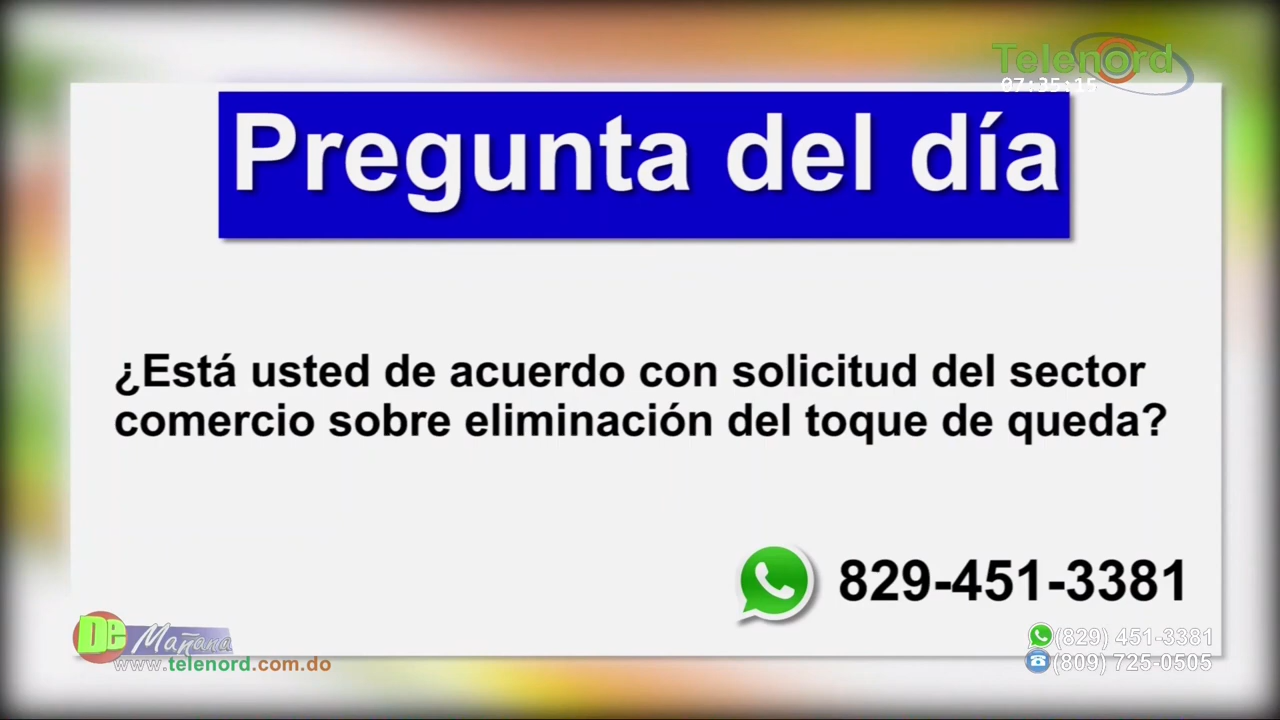 Telenord
07:35:15
Pregunta del día
¿Está usted de acuerdo con solicitud del sector
comercio sobre eliminación del toque de queda?
829-451-3381
De Mañana
www.telenord.com.do
(829) 451-3381
(809) 725-0505